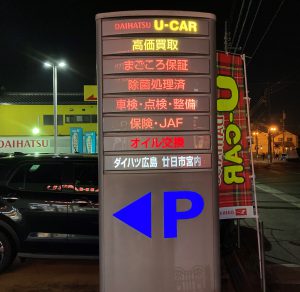 DAIHATSU U-CAR
高価買取
まごころ保証
除菌処理済
車検・点検・整備
保険・JAF
オイル交換
ダイハツ広島 廿日市宮内
P
DAIHATSU
U-CAR